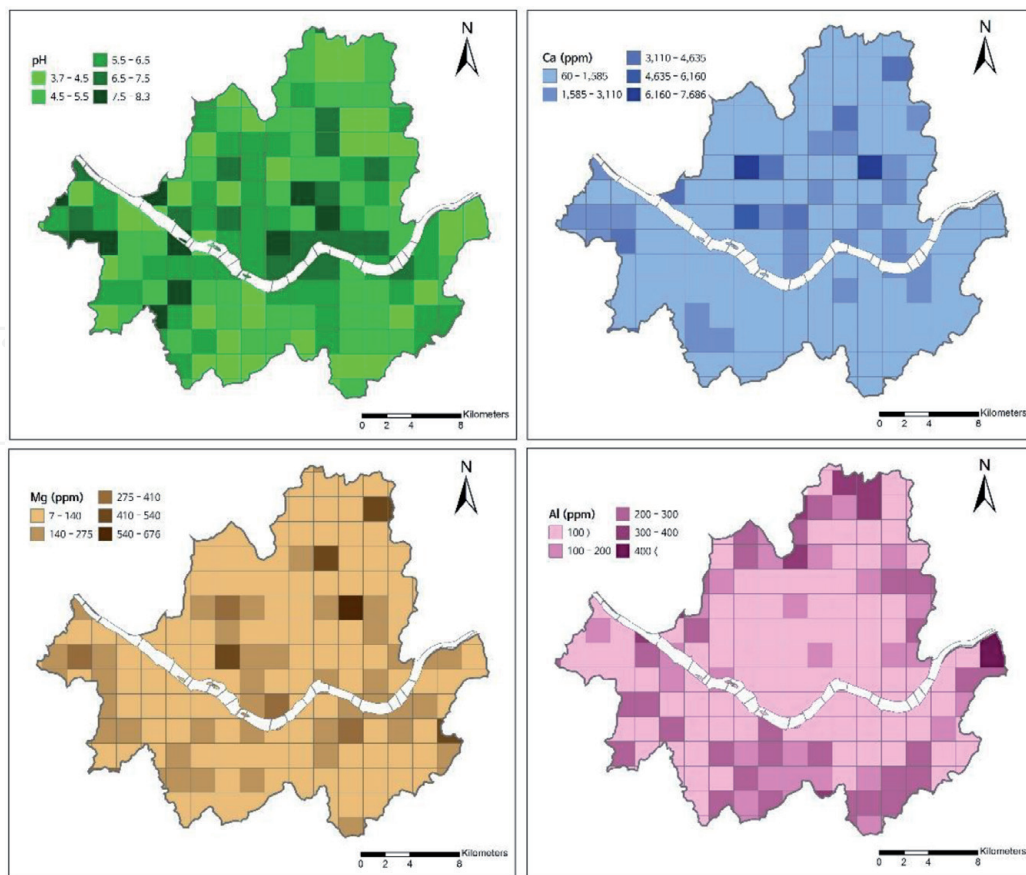 N
pH
3.7 - 4.5
4.5 - 5.5
5.5 - 6.5
6.5 - 7.5
7.5 - 8.3
Kilometers
0 2 4 8
N
Ca (ppm)
60 - 1,585
1,585 - 3,110
3,110 - 4,635
4,635 - 6,160
6,160 - 7,686
Kilometers
0 2 4 8
N
Mg (ppm)
7 - 140
140 - 275
275 - 410
410 - 540
540 - 676
Kilometers
0 2 4 8
N
Al (ppm)
100 〉
100 - 200
200 - 300
300 - 400
400 〈
Kilometers
0 2 4 8